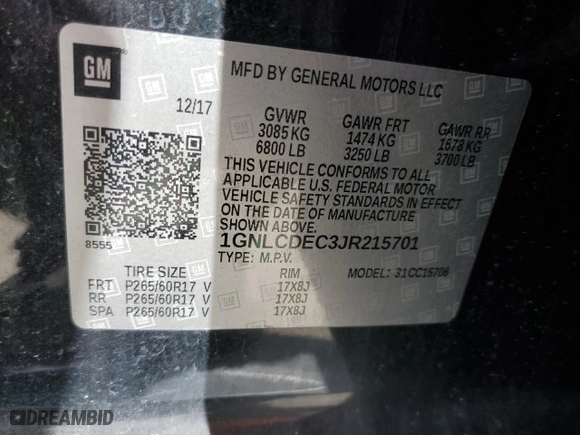 GM
MFD BY GENERAL MOTORS LLC
12/17
GVWR GAWR FRT GAWR RR
3085 KG 1474 KG 1678 KG
6800 LB 3250 LB 3700 LB
THIS VEHICLE CONFORMS TO ALL
APPLICABLE U.S. FEDERAL MOTOR
VEHICLE SAFETY STANDARDS IN EFFECT
ON THE DATE OF MANUFACTURE
SHOWN ABOVE.
8555
1GNLCDEC3JR215701
TYPE: M.P.V. MODEL: 31CC15706
TIRE SIZE RIM
FRT P265/60R17 V 17X8J
RR P265/60R17 V 17X8J
SPA P265/60R17 V 17X8J
DREAMBID